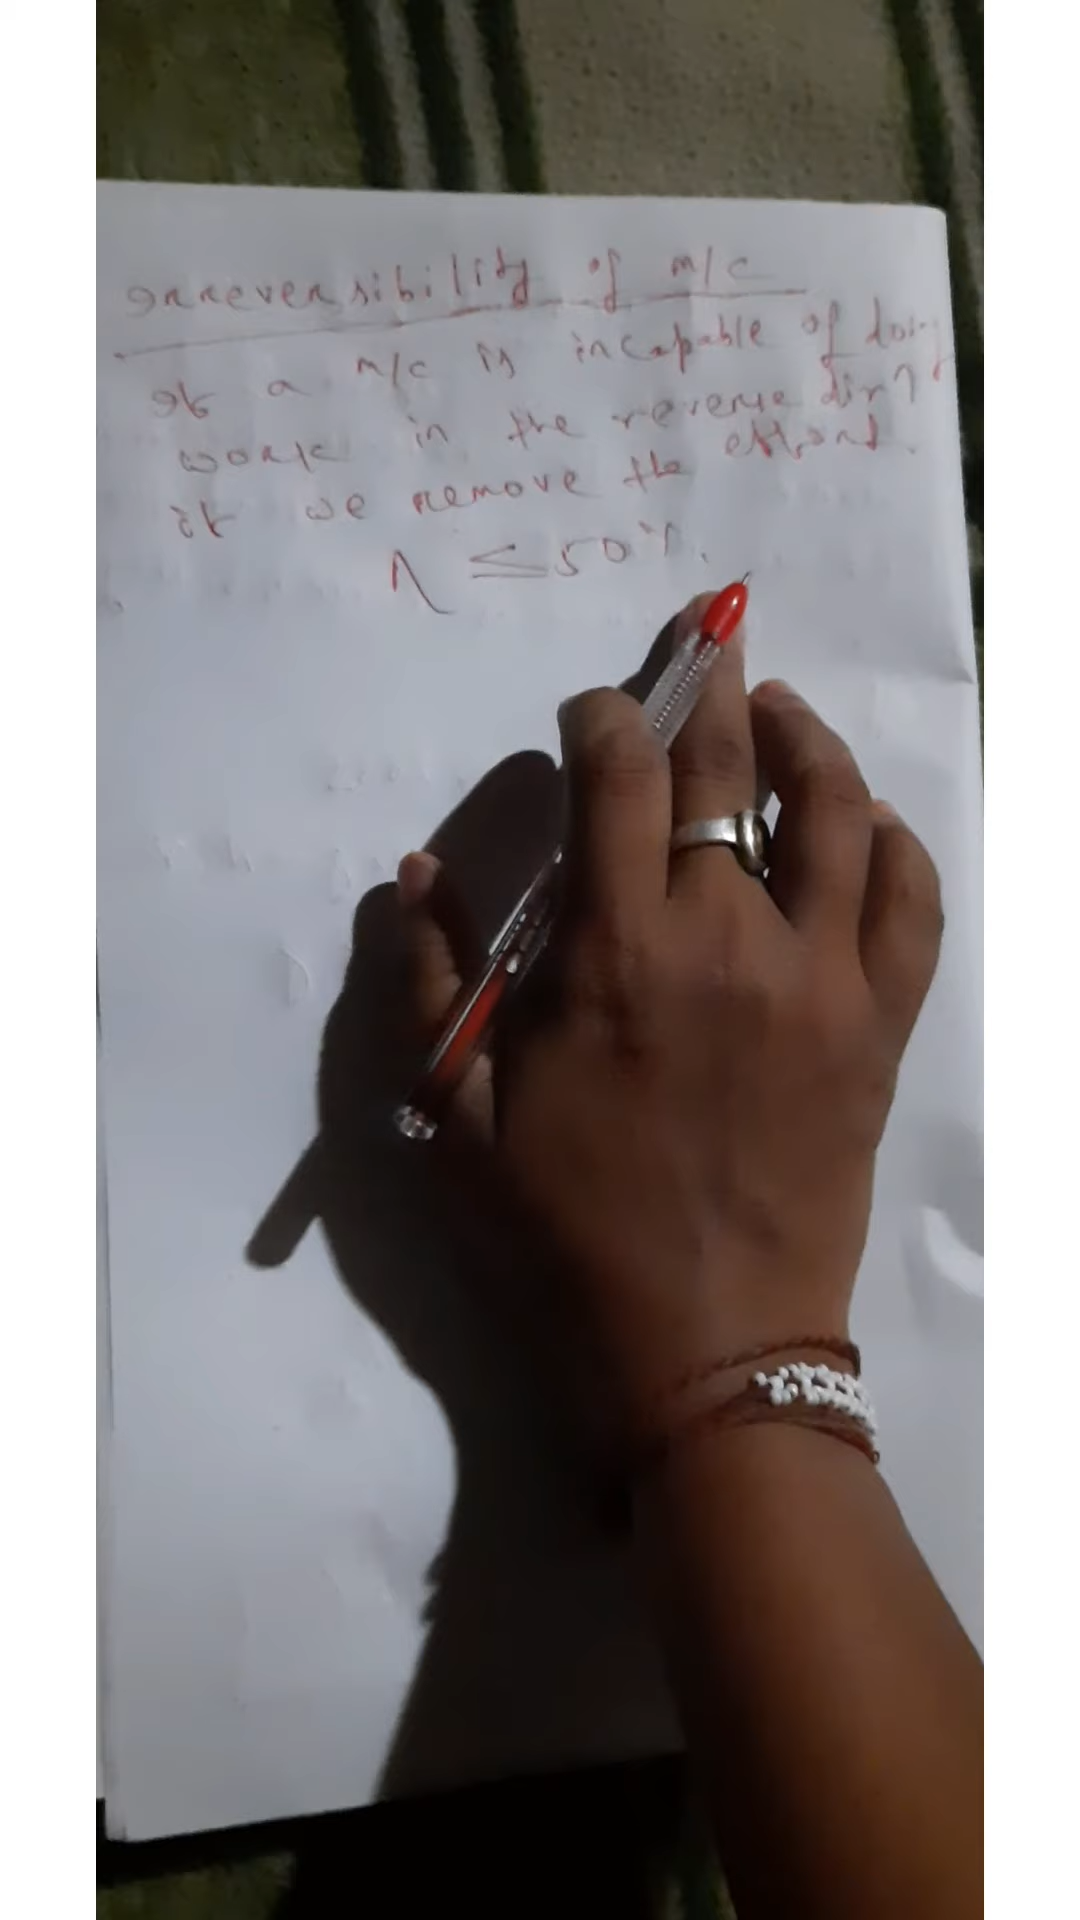 Irreversibility of m/c
If a m/c is incapable of doing
work in the reverse dirn
if we remove the effort.
η ≤ 50%.